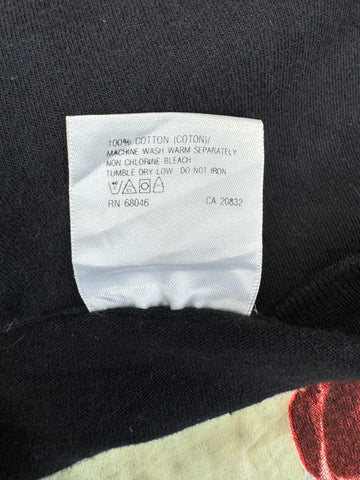 100% COTTON (COTON)/
MACHINE WASH WARM SEPARATELY
NON CHLORINE BLEACH
TUMBLE DRY LOW DO NOT IRON
RN 68046 CA 20832